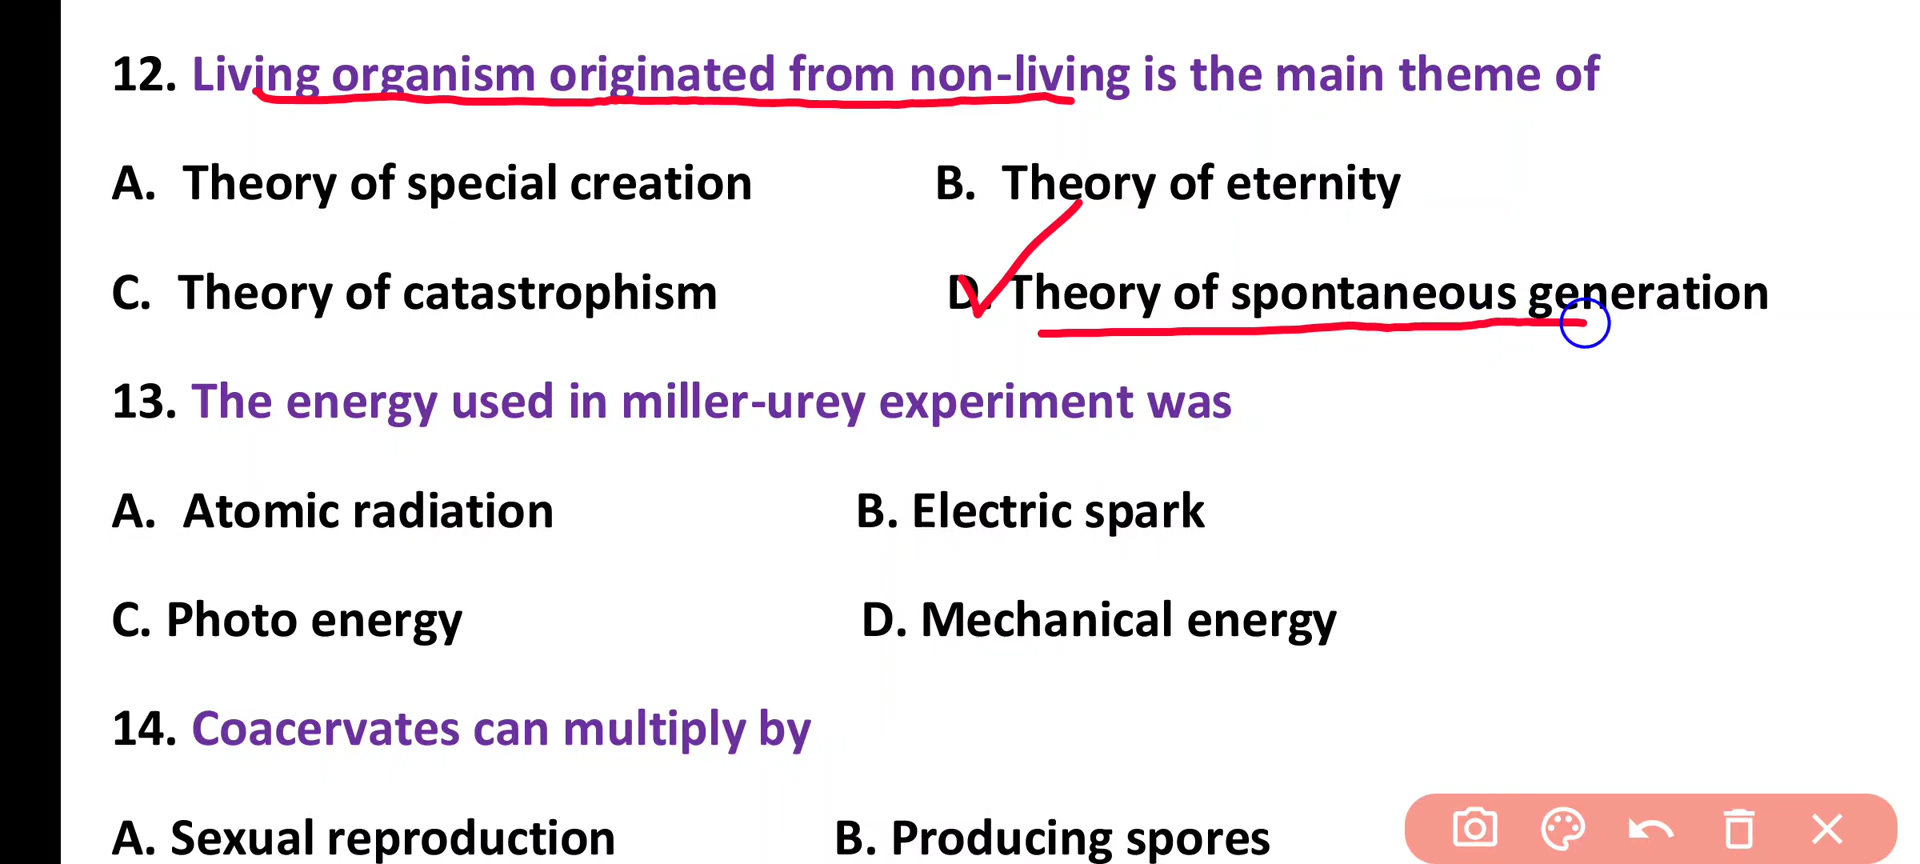 12. Living organism originated from non-living is the main theme of
A. Theory of special creation B. Theory of eternity
C. Theory of catastrophism D. Theory of spontaneous generation
13. The energy used in miller-urey experiment was
A. Atomic radiation B. Electric spark
C. Photo energy D. Mechanical energy
14. Coacervates can multiply by
A. Sexual reproduction B. Producing spores